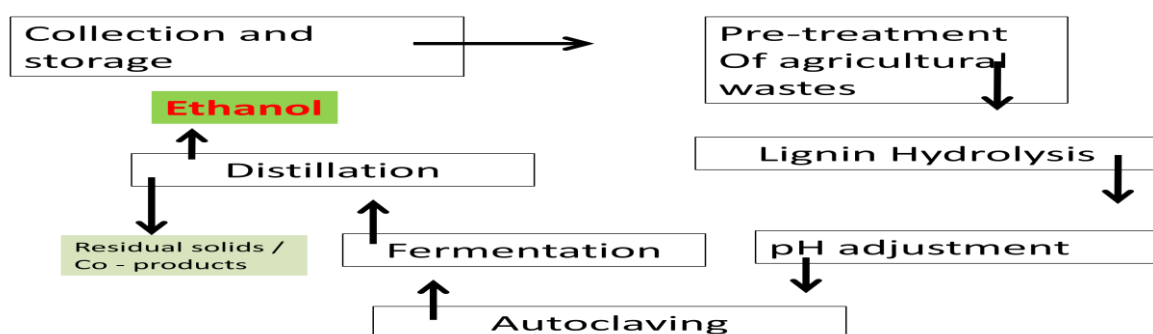 Collection and
storage
Pre-treatment
Of agricultural
wastes
Ethanol
Lignin Hydrolysis
Distillation
Residual solids /
Co - products
Fermentation
pH adjustment
Autoclaving